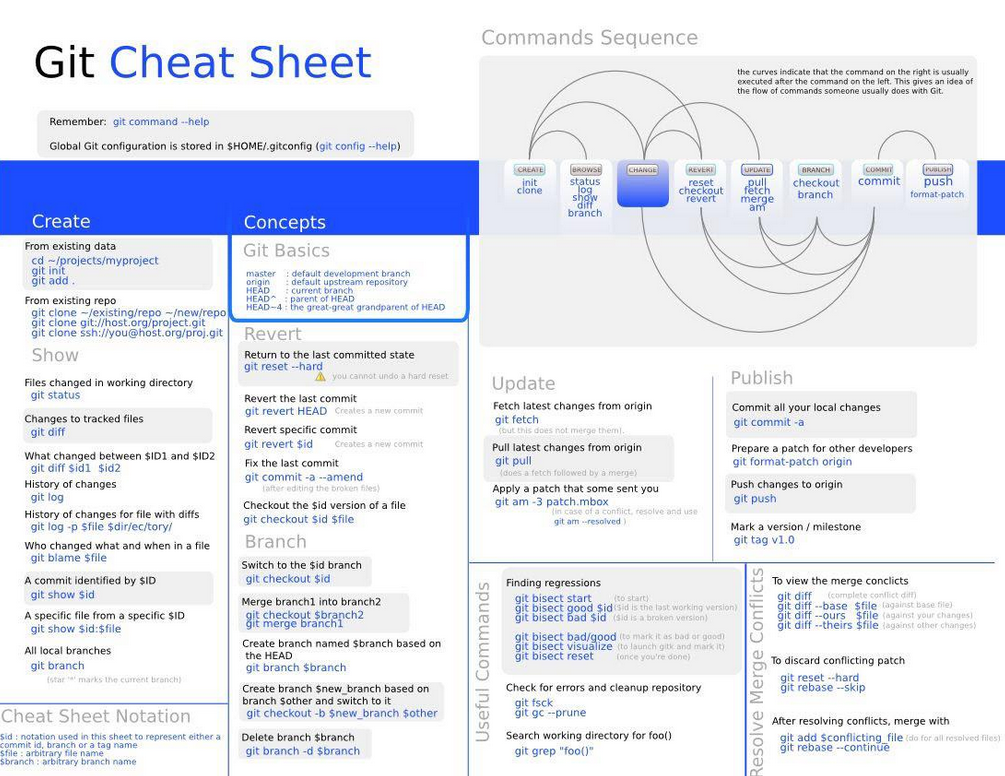 Git Cheat Sheet
Remember: git command --help
Global Git configuration is stored in $HOME/.gitconfig (git config --help)
Commands Sequence
the curves indicate that the command on the right is usually
executed after the command on the left. This gives an idea of
the flow of commands someone usually does with Git.
CREATE
init
clone
BROWSE
status
log
show
diff
branch
CHANGE
REVERT
reset
checkout
revert
UPDATE
pull
fetch
merge
am
BRANCH
checkout
branch
COMMIT
commit
PUBLISH
push
format-patch
Create
From existing data
cd ~/projects/myproject
git init
git add .
From existing repo
git clone ~/existing/repo ~/new/repo
git clone git://host.org/project.git
git clone ssh://you@host.org/proj.git
Show
Files changed in working directory
git status
Changes to tracked files
git diff
What changed between $ID1 and $ID2
git diff $id1 $id2
History of changes
git log
History of changes for file with diffs
git log -p $file $dir/ec/tory/
Who changed what and when in a file
git blame $file
A commit identified by $ID
git show $id
A specific file from a specific $ID
git show $id:$file
All local branches
git branch
(star '*' marks the current branch)
Cheat Sheet Notation
$id : notation used in this sheet to represent either a
commit id, branch or a tag name
$file : arbitrary file name
$branch : arbitrary branch name
Concepts
Git Basics
master : default development branch
origin : default upstream repository
HEAD : current branch
HEAD^ : parent of HEAD
HEAD~4 : the great-great grandparent of HEAD
Revert
Return to the last committed state
git reset --hard
you cannot undo a hard reset
Revert the last commit
git revert HEAD Creates a new commit
Revert specific commit
git revert $id Creates a new commit
Fix the last commit
git commit -a --amend
(after editing the broken files)
Checkout the $id version of a file
git checkout $id $file
Branch
Switch to the $id branch
git checkout $id
Merge branch1 into branch2
git checkout $branch2
git merge branch1
Create branch named $branch based on
the HEAD
git branch $branch
Create branch $new_branch based on
branch $other and switch to it
git checkout -b $new_branch $other
Delete branch $branch
git branch -d $branch
Update
Fetch latest changes from origin
git fetch
(but this does not merge them).
Pull latest changes from origin
git pull
(does a fetch followed by a merge)
Apply a patch that some sent you
git am -3 patch.mbox
(in case of a conflict, resolve and use
git am --resolved )
Publish
Commit all your local changes
git commit -a
Prepare a patch for other developers
git format-patch origin
Push changes to origin
git push
Mark a version / milestone
git tag v1.0
Useful Commands
Finding regressions
git bisect start (to start)
git bisect good $id ($id is the last working version)
git bisect bad $id ($id is a broken version)
git bisect bad/good (to mark it as bad or good)
git bisect visualize (to launch gitk and mark it)
git bisect reset (once you're done)
Check for errors and cleanup repository
git fsck
git gc --prune
Search working directory for foo()
git grep "foo()"
Resolve Merge Conflicts
To view the merge conclicts
git diff (complete conflict diff)
git diff --base $file (against base file)
git diff --ours $file (against your changes)
git diff --theirs $file (against other changes)
To discard conflicting patch
git reset --hard
git rebase --skip
After resolving conflicts, merge with
git add $conflicting_file (do for all resolved files)
git rebase --continue